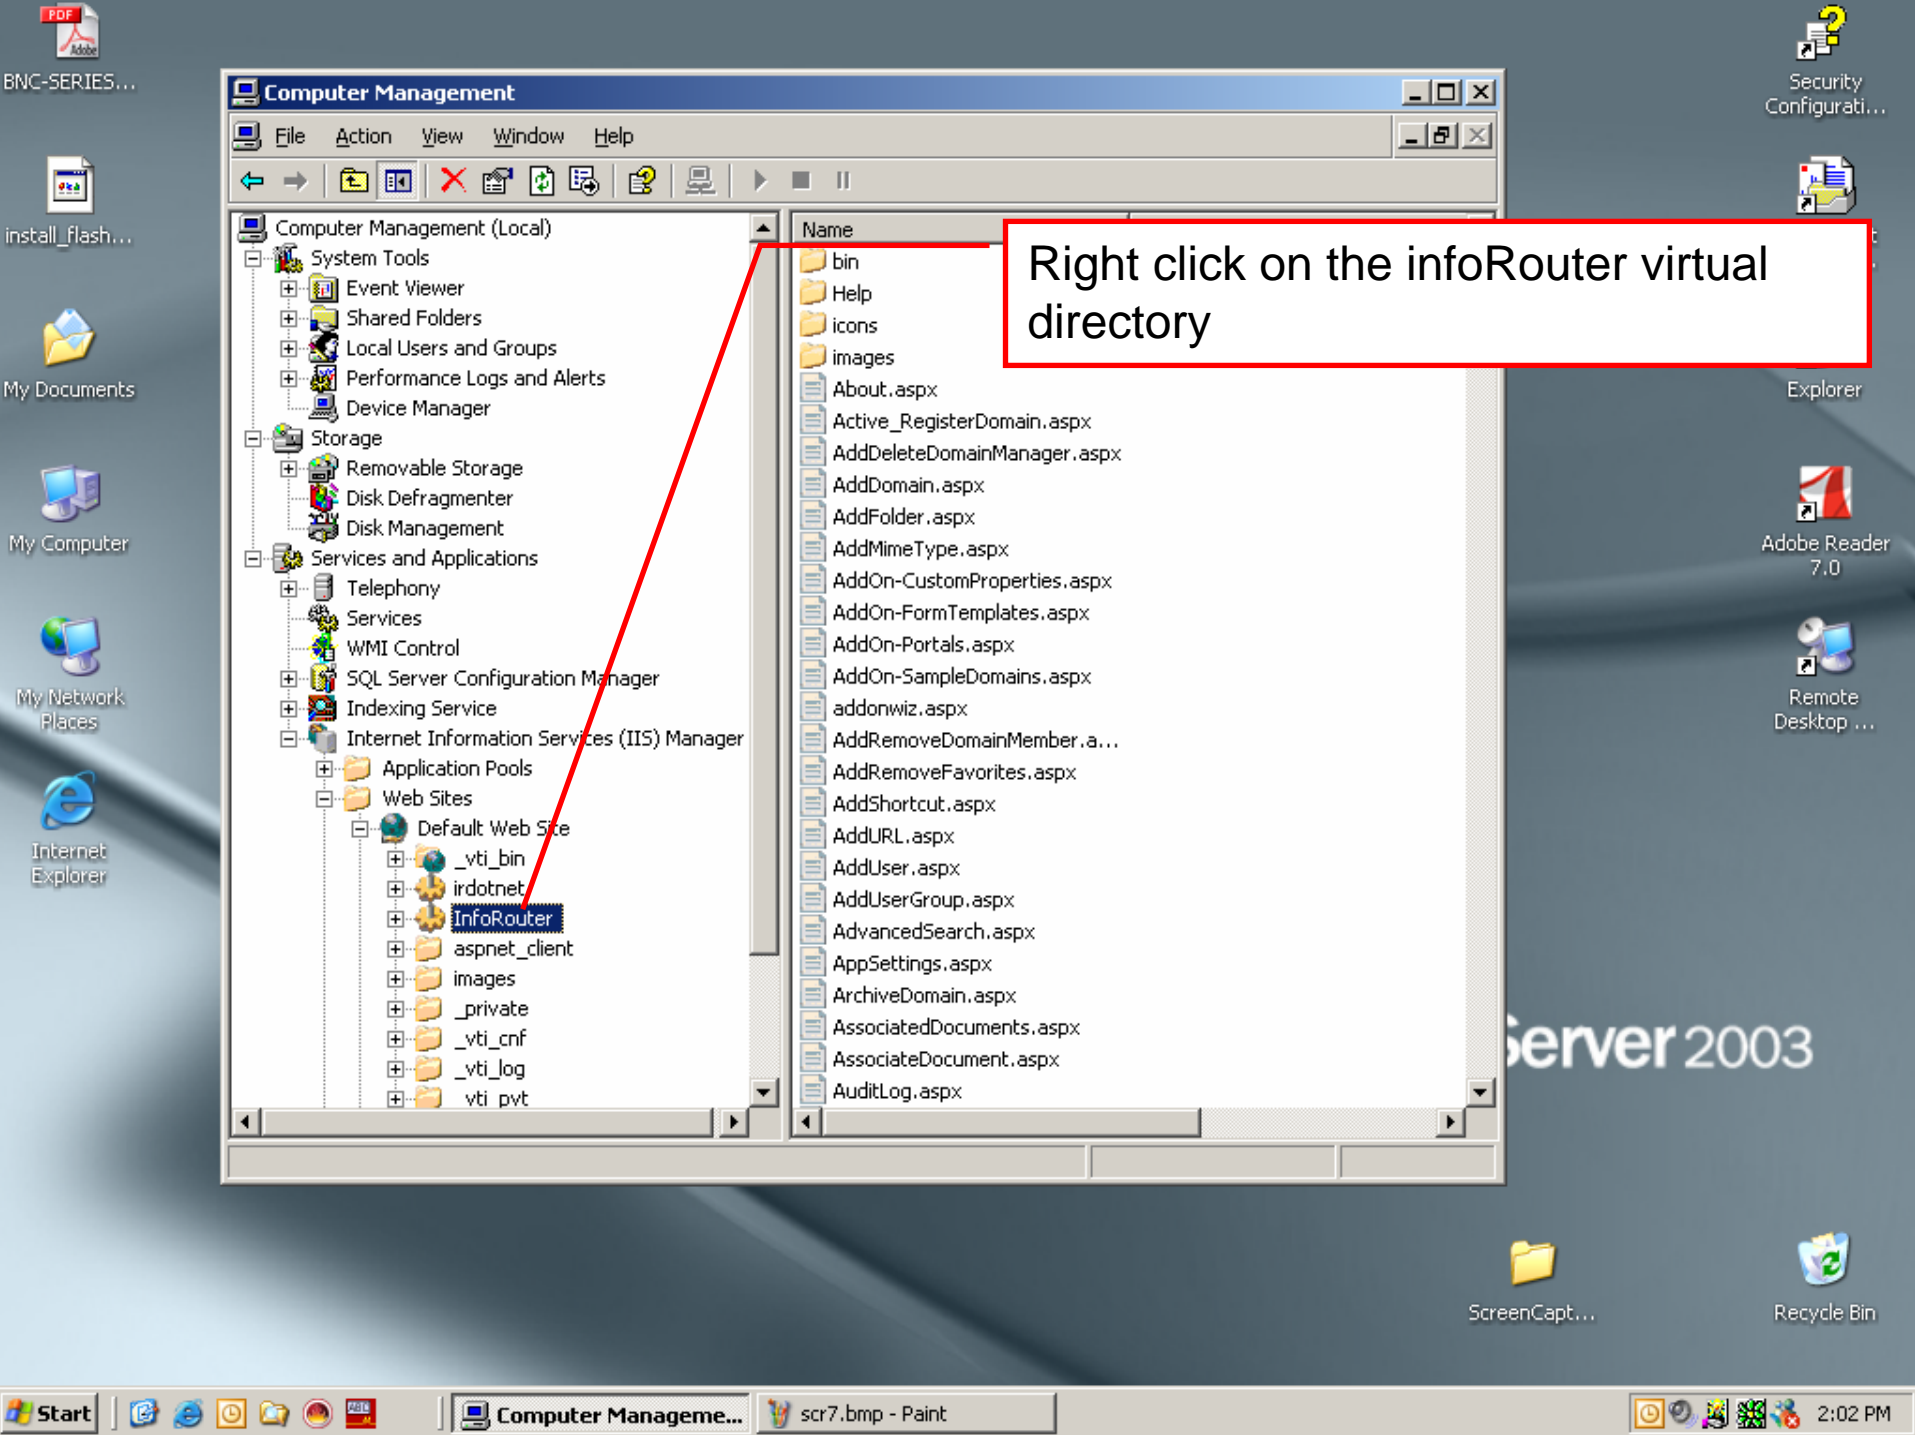 PDF
Adobe
BNC-SERIES...
install_flash...
My Documents
My Computer
My Network
Places
Internet
Explorer
Computer Management
File Action View Window Help
Computer Management (Local)
System Tools
Event Viewer
Shared Folders
Local Users and Groups
Performance Logs and Alerts
Device Manager
Storage
Removable Storage
Disk Defragmenter
Disk Management
Services and Applications
Telephony
Services
WMI Control
SQL Server Configuration Manager
Indexing Service
Internet Information Services (IIS) Manager
Application Pools
Web Sites
Default Web Site
_vti_bin
irdotnet
InfoRouter
aspnet_client
images
_private
_vti_cnf
_vti_log
_vti_pvt
Name
bin
Help
icons
images
About.aspx
Active_RegisterDomain.aspx
AddDeleteDomainManager.aspx
AddDomain.aspx
AddFolder.aspx
AddMimeType.aspx
AddOn-CustomProperties.aspx
AddOn-FormTemplates.aspx
AddOn-Portals.aspx
AddOn-SampleDomains.aspx
addonwiz.aspx
AddRemoveDomainMember.a...
AddRemoveFavorites.aspx
AddShortcut.aspx
AddURL.aspx
AddUser.aspx
AddUserGroup.aspx
AdvancedSearch.aspx
AppSettings.aspx
ArchiveDomain.aspx
AssociatedDocuments.aspx
AssociateDocument.aspx
AuditLog.aspx
Right click on the infoRouter virtual
directory
Security
Configurati...
Explorer
Adobe Reader
7.0
Remote
Desktop ...
Server 2003
ScreenCapt...
Recycle Bin
Start
Computer Manageme...
scr7.bmp - Paint
2:02 PM